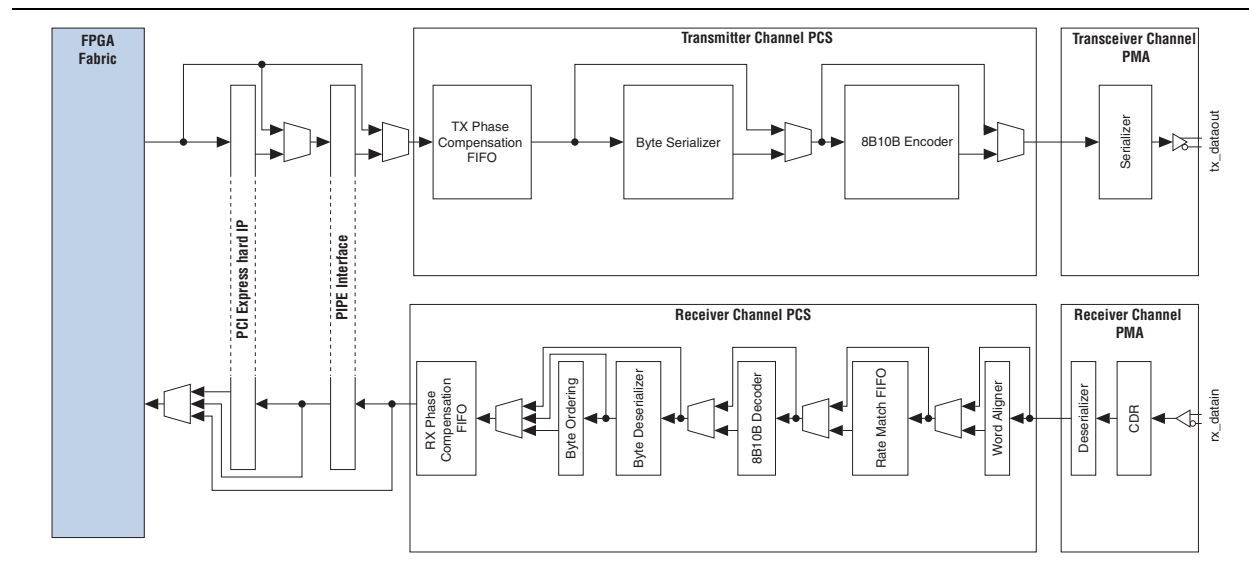 FPGA
Fabric
Transmitter Channel PCS
Transceiver Channel
PMA
TX Phase
Compensation
FIFO
Byte Serializer
8B10B Encoder
Serializer
tx_dataout
PCI Express hard IP
PIPE Interface
Receiver Channel PCS
Receiver Channel
PMA
RX Phase
Compensation
FIFO
Byte Ordering
Byte Deserializer
8B10B Decoder
Rate Match FIFO
Word Aligner
Deserializer
CDR
rx_datain